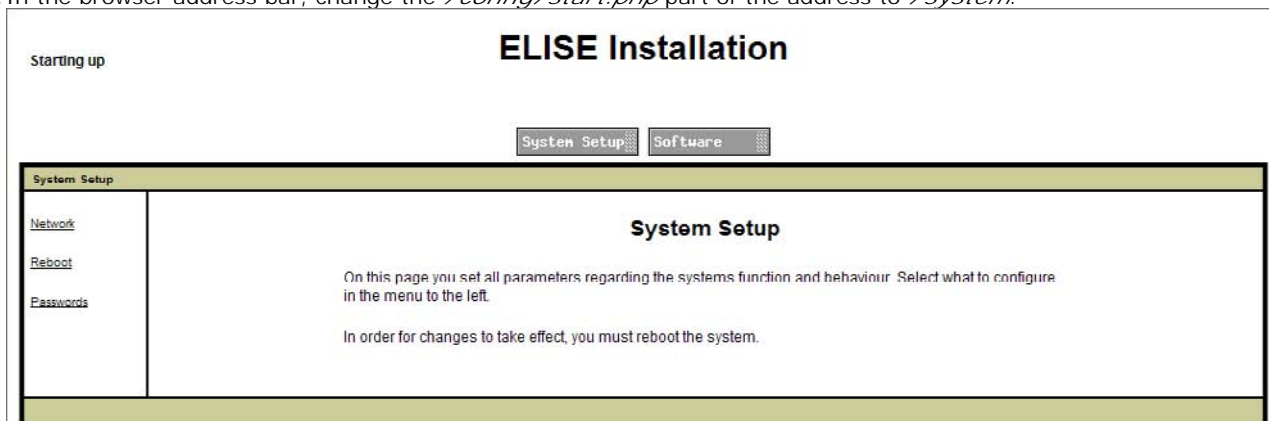 In the browser address bar, change the part of the address to /system.
ELISE Installation
Starting up
System Setup Software
System Setup
Network
Reboot
Passwords
System Setup
On this page you set all parameters regarding the systems function and behaviour. Select what to configure
in the menu to the left.
In order for changes to take effect, you must reboot the system.